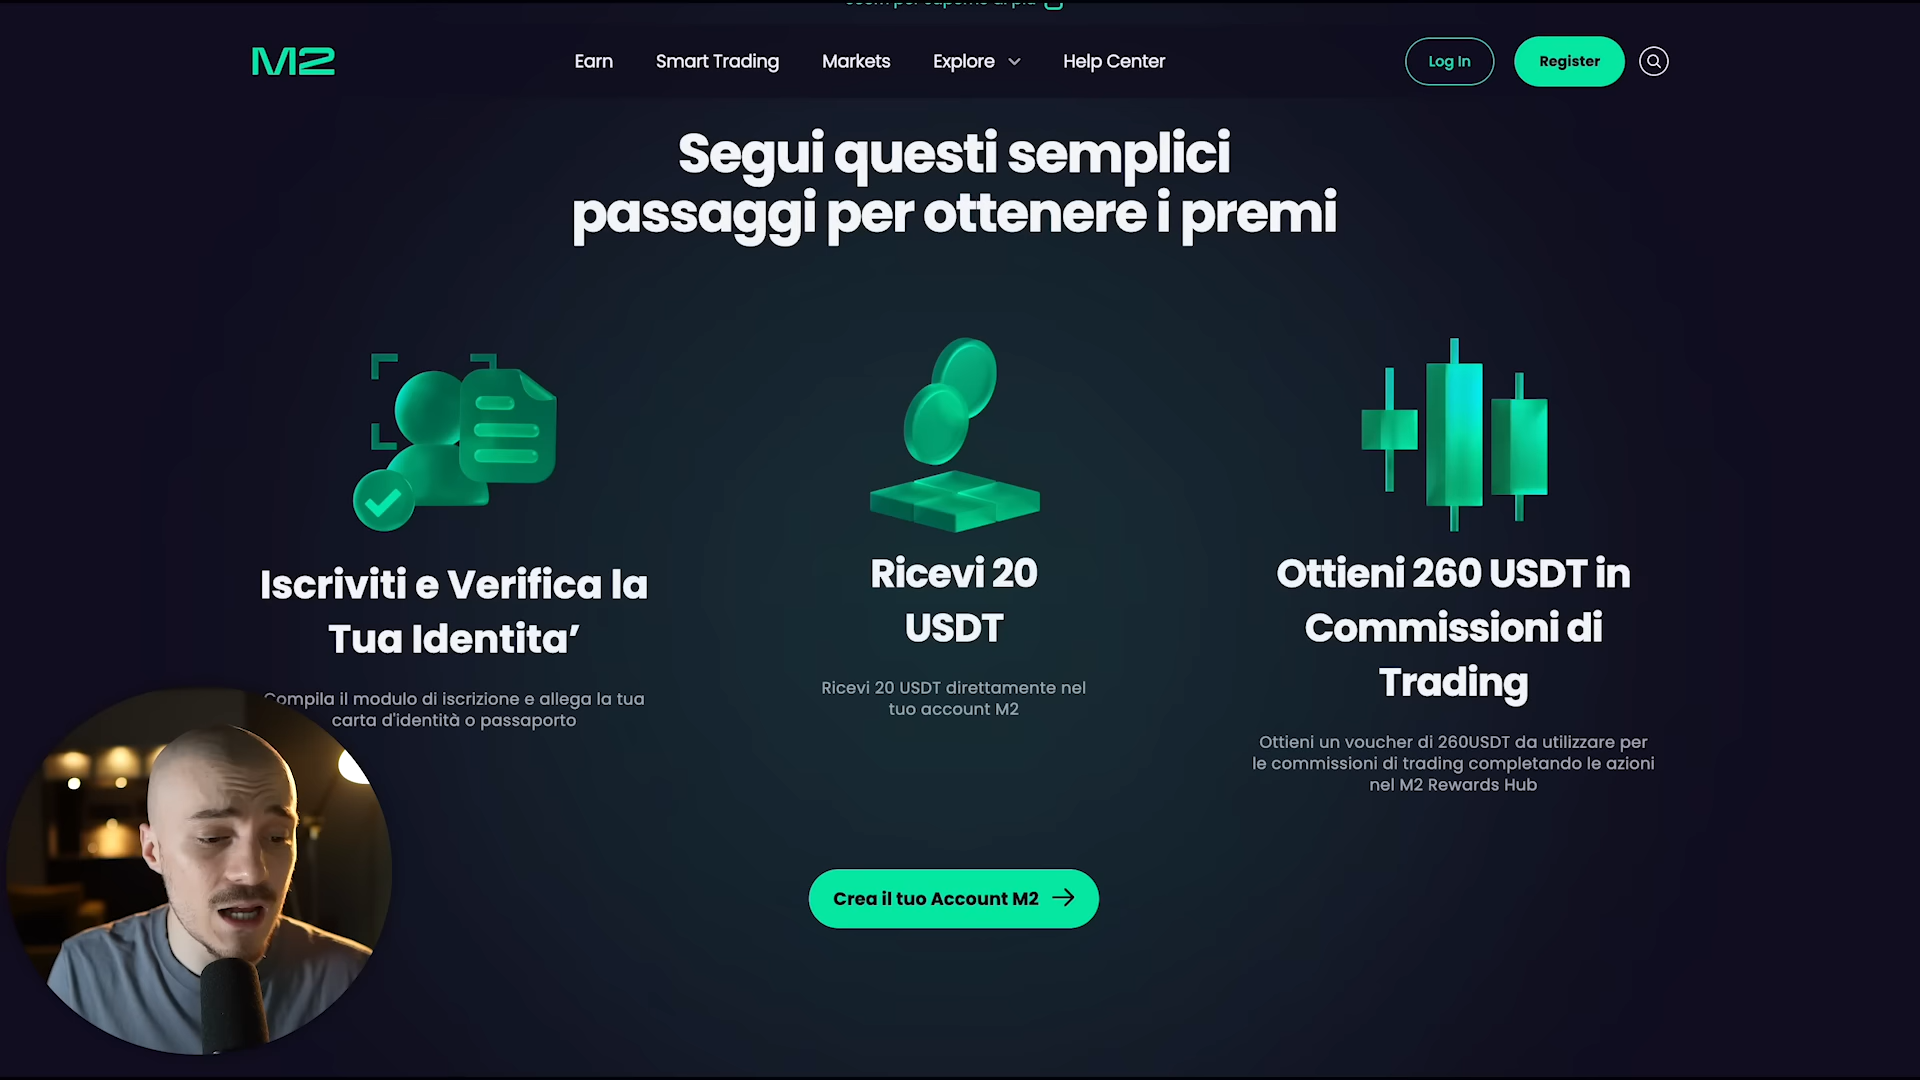 M2
Earn
Smart Trading
Markets
Explore
Help Center
Log In
Register
Segui questi semplici
passaggi per ottenere i premi
Iscriviti e Verifica la
Tua Identita’
Compila il modulo di iscrizione e allega la tua
carta d'identità o passaporto
Ricevi 20
USDT
Ricevi 20 USDT direttamente nel
tuo account M2
Ottieni 260 USDT in
Commissioni di
Trading
Ottieni un voucher di 260USDT da utilizzare per
le commissioni di trading completando le azioni
nel M2 Rewards Hub
Crea il tuo Account M2